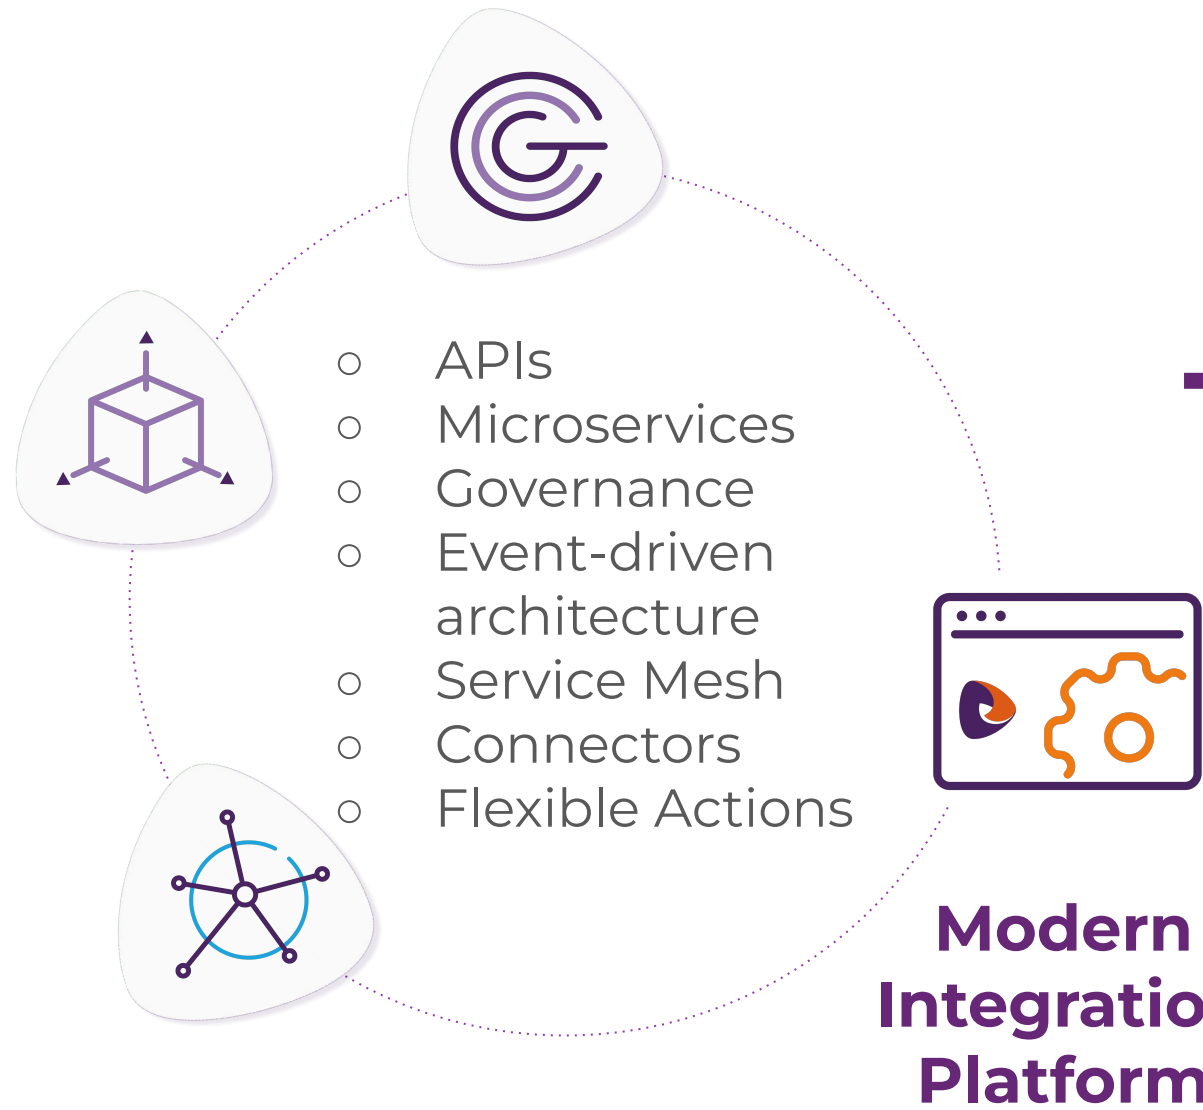 APIs
Microservices
Governance
Event-driven
architecture
Service Mesh
Connectors
Flexible Actions
Modern
Integratio
Platform